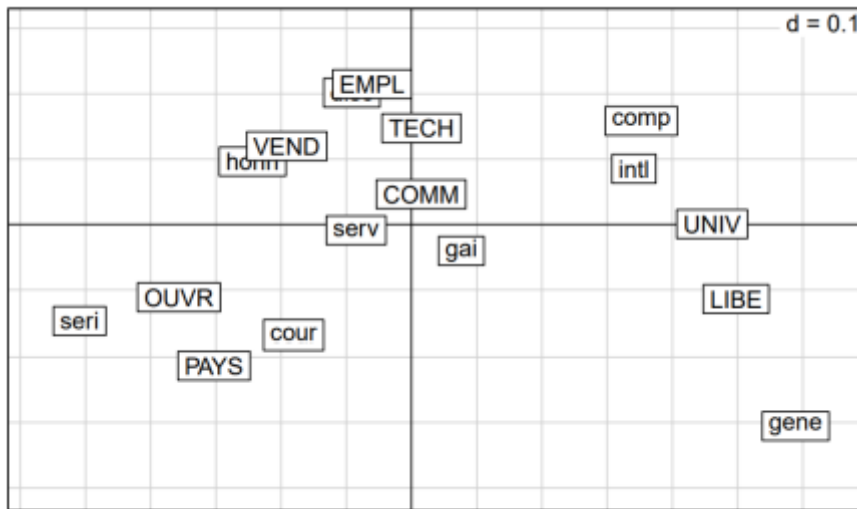 d = 0.1
EMPL
TECH
comp
VEND
intl
COMM
serv
UNIV
gai
OUVR
LIBE
seri
cour
PAYS
gene